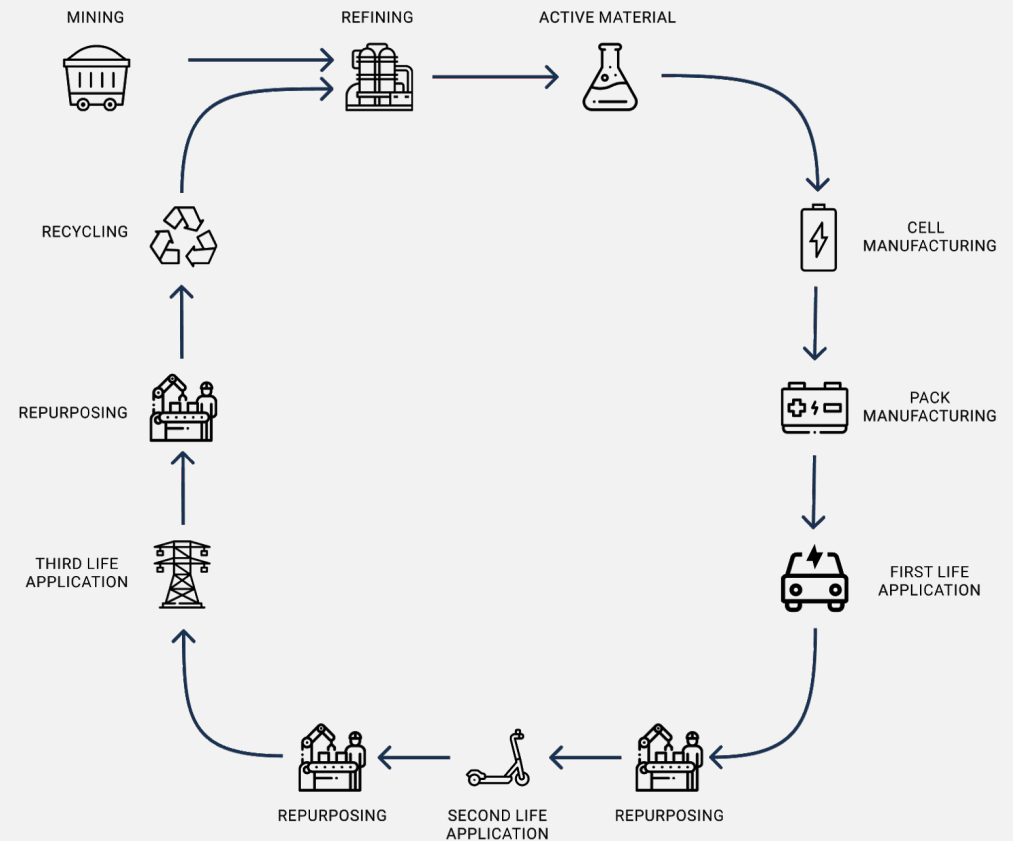 MINING
REFINING
ACTIVE MATERIAL
RECYCLING
CELL
MANUFACTURING
REPURPOSING
PACK
MANUFACTURING
THIRD LIFE
APPLICATION
FIRST LIFE
APPLICATION
REPURPOSING
SECOND LIFE
APPLICATION
REPURPOSING